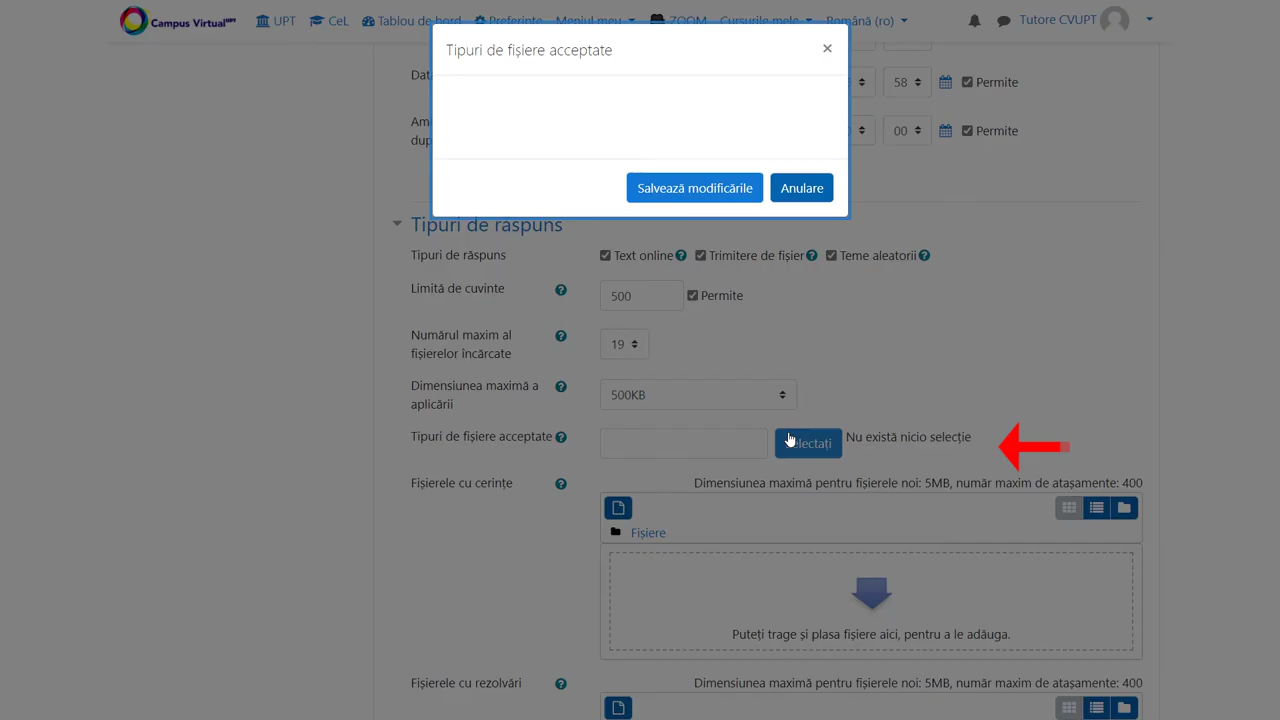 Campus Virtual UPT UPT CeL Tablou de bord Preferințe Meniul meu ZOOM Cursurile mele Română (ro) Tutore CVUPT
Tipuri de fișiere acceptate ×
Dat 58 Permite
Am 00 Permite
dup
Salvează modificările Anulare
Tipuri de răspuns
Tipuri de răspuns Text online Trimitere de fișier Teme aleatorii
Limită de cuvinte 500 Permite
Numărul maxim al fișierelor încărcate 19
Dimensiunea maximă a aplicării 500KB
Tipuri de fișiere acceptate Selectați Nu există nicio selecție
Fișierele cu cerințe Dimensiunea maximă pentru fișierele noi: 5MB, număr maxim de atașamente: 400
Fișiere
Puteți trage și plasa fișiere aici, pentru a le adăuga.
Fișierele cu rezolvări Dimensiunea maximă pentru fișierele noi: 5MB, număr maxim de atașamente: 400